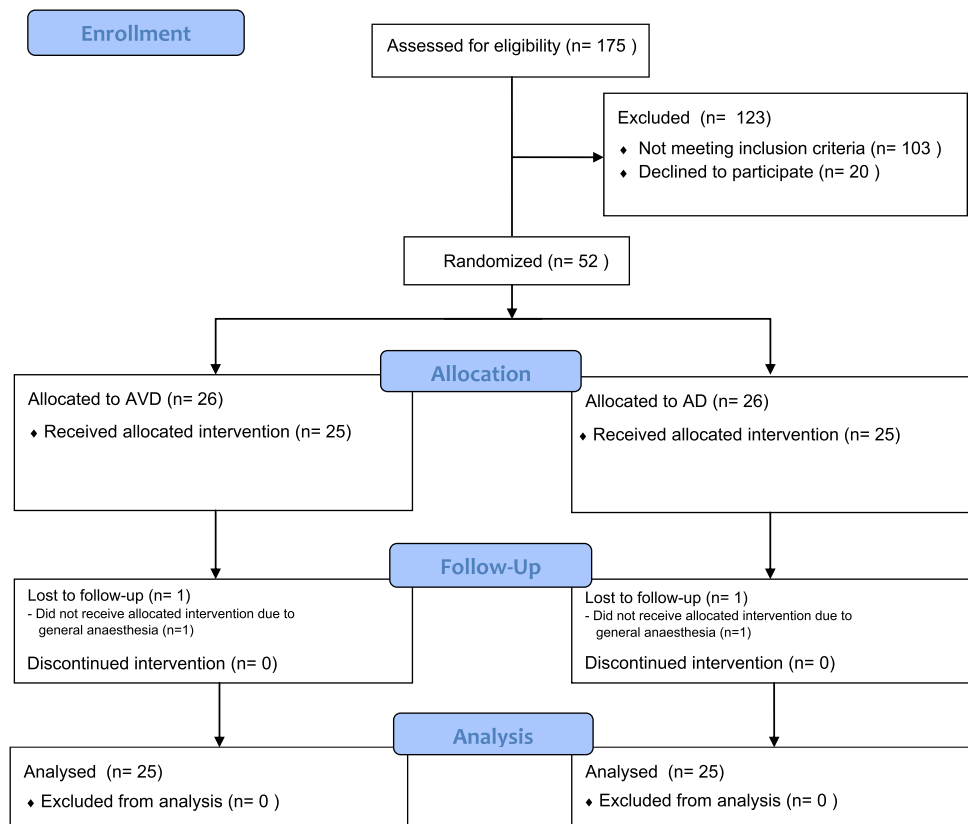 Enrollment
Assessed for eligibility (n= 175 )
Excluded (n= 123)
♦ Not meeting inclusion criteria (n= 103 )
♦ Declined to participate (n= 20 )
Randomized (n= 52 )
Allocation
Allocated to AVD (n= 26)
♦ Received allocated intervention (n= 25)
Allocated to AD (n= 26)
♦ Received allocated intervention (n= 25)
Follow-Up
Lost to follow-up (n= 1)
- Did not receive allocated intervention due to
general anaesthesia (n=1)
Discontinued intervention (n= 0)
Lost to follow-up (n= 1)
- Did not receive allocated intervention due to
general anaesthesia (n=1)
Discontinued intervention (n= 0)
Analysis
Analysed (n= 25)
♦ Excluded from analysis (n= 0 )
Analysed (n= 25)
♦ Excluded from analysis (n= 0 )